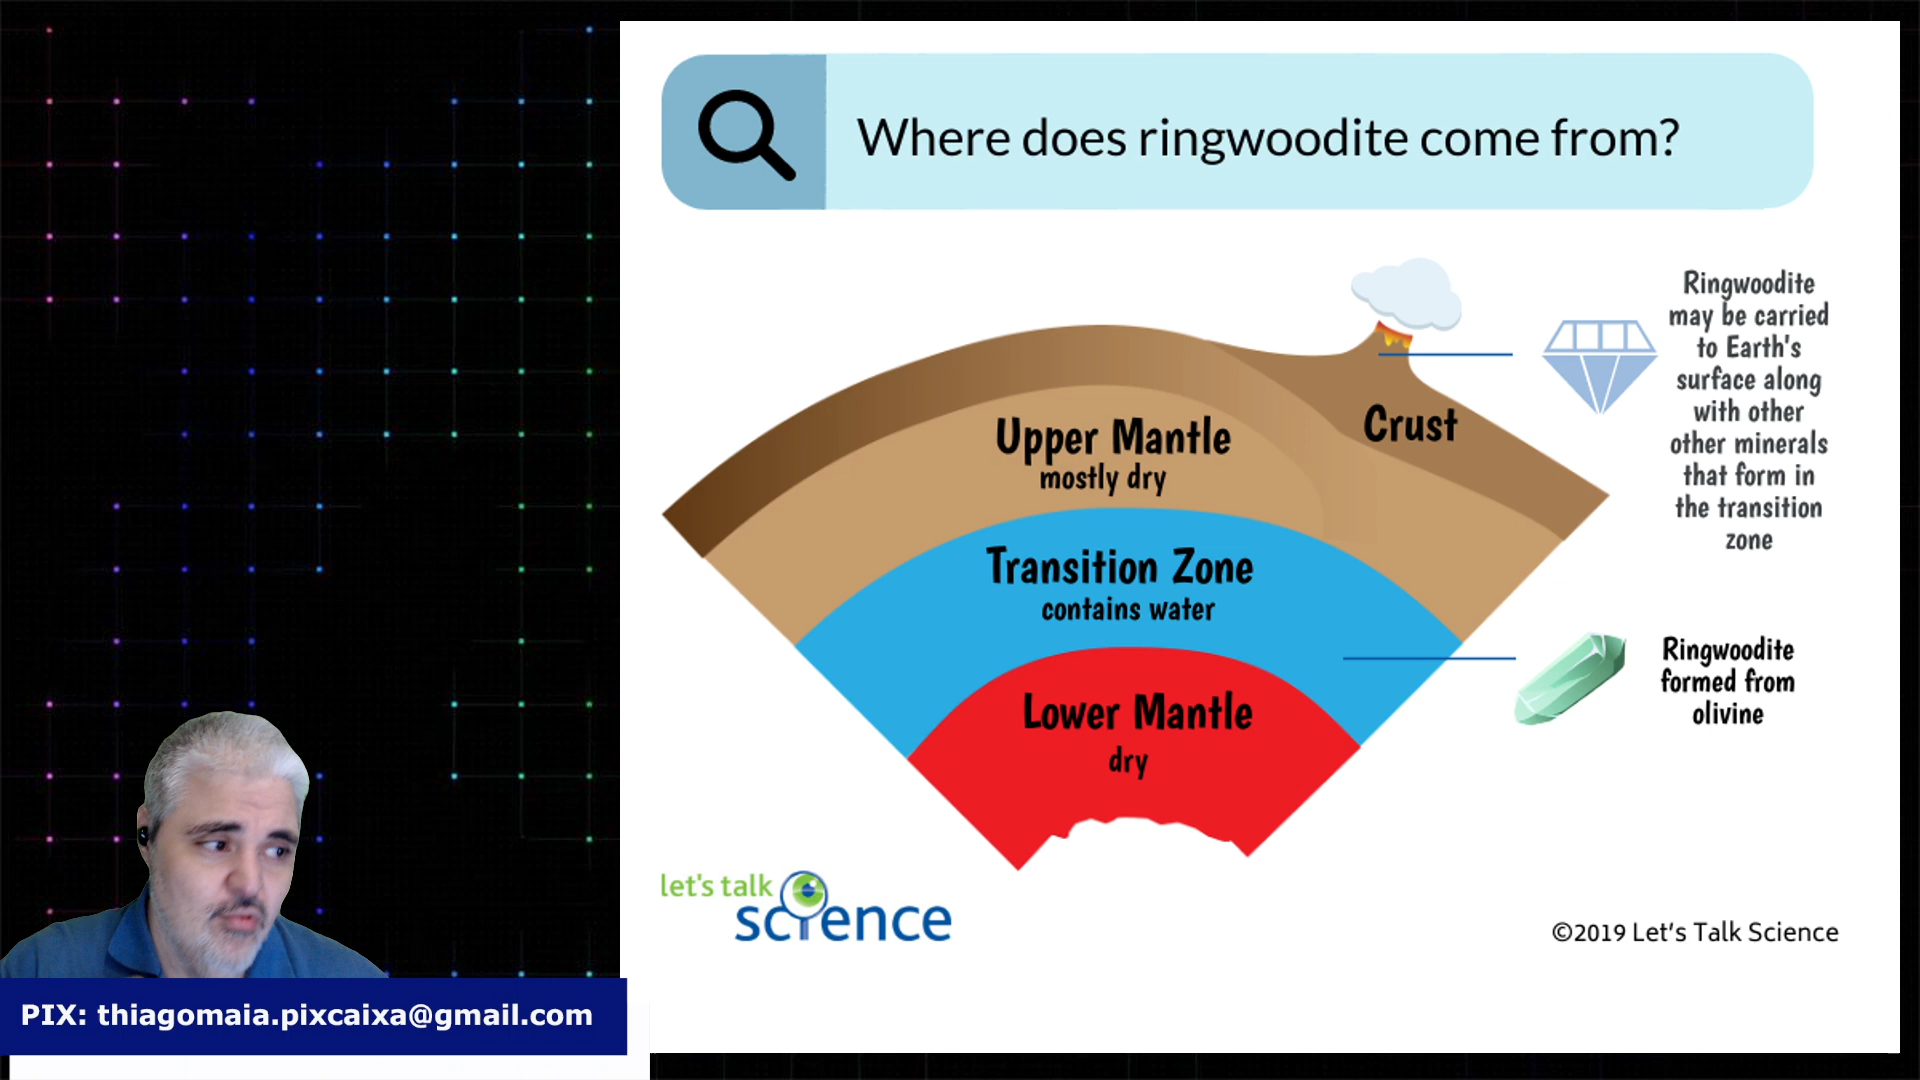 Where does ringwoodite come from?
Ringwoodite
may be carried
to Earth's
surface along
with other
other minerals
that form in
the transition
zone
Crust
Upper Mantle
mostly dry
Transition Zone
contains water
Ringwoodite
formed from
olivine
Lower Mantle
dry
let's talk
science
©2019 Let's Talk Science
PIX: thiagomaia.pixcaixa@gmail.com